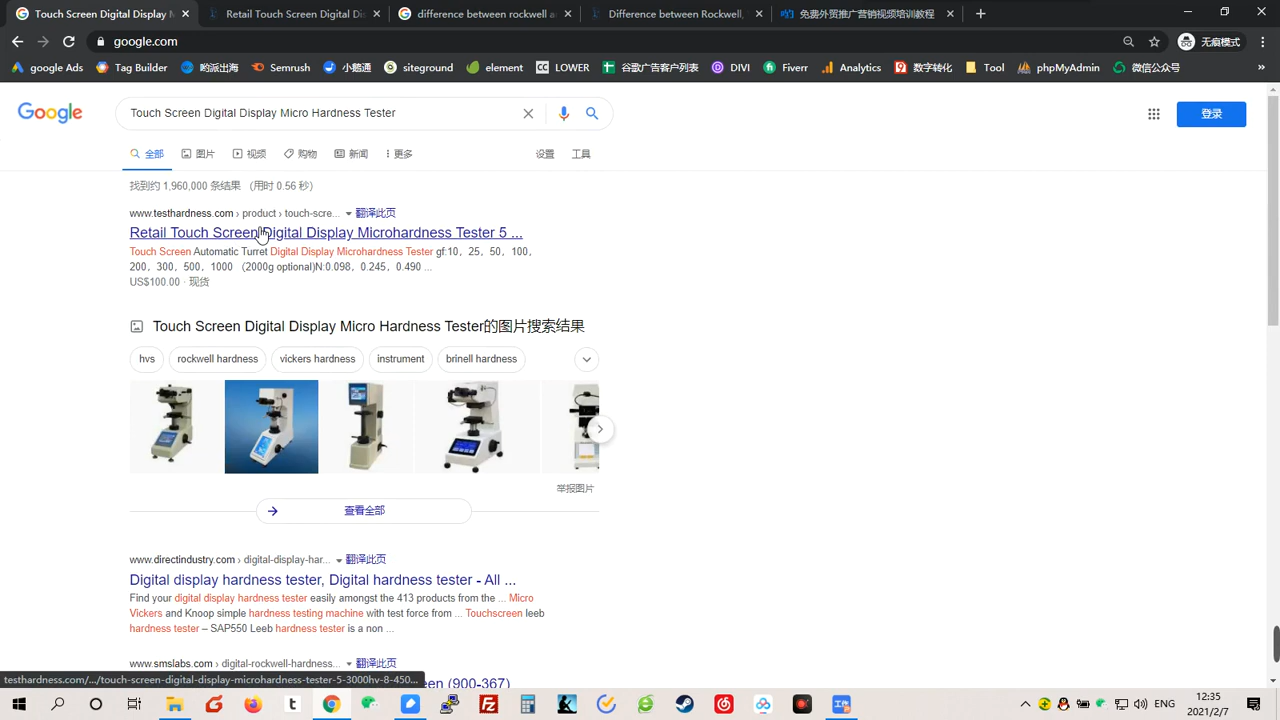 Touch Screen Digital Display M
Retail Touch Screen Digital Dis
difference between rockwell a
Difference between Rockwell,
免费外贸推广营销视频培训教程
google.com
无痕模式
google Ads
Tag Builder
Semrush
小鹅通
siteground
element
CC LOWER
谷歌广告客户列表
DIVI
Fiverr
Analytics
数字转化
Tool
phpMyAdmin
微信公众号
Google
Touch Screen Digital Display Micro Hardness Tester
登录
全部 图片 视频 购物 新闻 更多 设置 工具
找到约 1,960,000 条结果 （用时 0.56 秒）
www.testhardness.com › product › touch-scre... 翻译此页
Retail Touch Screen Digital Display Microhardness Tester 5 ...
Touch Screen Automatic Turret Digital Display Microhardness Tester gf:10，25，50，100，
200，300，500，1000 （2000g optional)N:0.098，0.245，0.490 ...
US$100.00 · 现货
Touch Screen Digital Display Micro Hardness Tester的图片搜索结果
hvs
rockwell hardness
vickers hardness
instrument
brinell hardness
举报图片
查看全部
www.directindustry.com › digital-display-har... 翻译此页
Digital display hardness tester, Digital hardness tester - All ...
Find your digital display hardness tester easily amongst the 413 products from the ... Micro
Vickers and Knoop simple hardness testing machine with test force from ... Touchscreen leeb
hardness tester – SAP550 Leeb hardness tester is a non ...
www.smslabs.com › digital-rockwell-hardness... 翻译此页
een (900-367)
testhardness.com/.../touch-screen-digital-display-microhardness-tester-5-3000hv-8-450...
ENG
12:35
2021/2/7